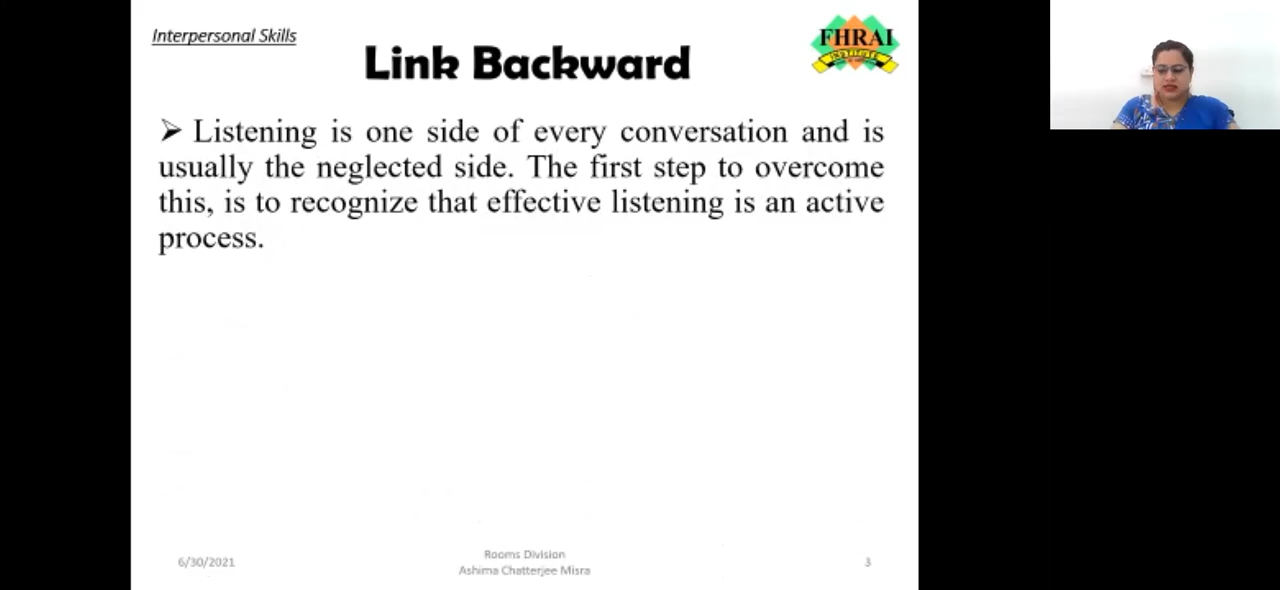 Interpersonal Skills
Link Backward
FHRAI
➢ Listening is one side of every conversation and is
usually the neglected side. The first step to overcome
this, is to recognize that effective listening is an active
process.
6/30/2021
Rooms Division
Ashima Chatterjee Misra
3